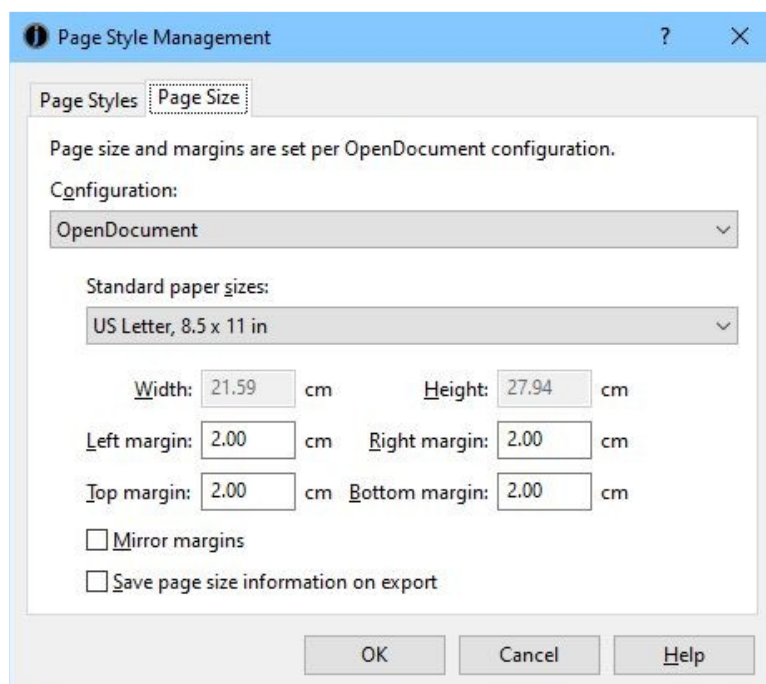 Page Style Management ?
Page Styles Page Size
Page size and margins are set per OpenDocument configuration.
Configuration:
OpenDocument
Standard paper sizes:
US Letter, 8.5 x 11 in
Width: 21.59 cm Height: 27.94 cm
Left margin: 2.00 cm Right margin: 2.00 cm
Top margin: 2.00 cm Bottom margin: 2.00 cm
Mirror margins
Save page size information on export
OK Cancel Help